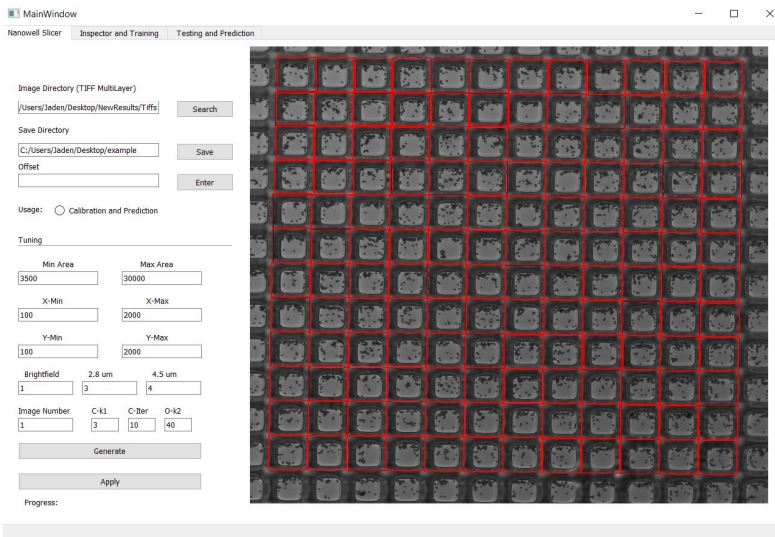 MainWindow
Nanowell Slicer Inspector and Training Testing and Prediction
Image Directory (TIFF MultiLayer)
/Users/Jaden/Desktop/NewResults/Tiffs Search
Save Directory
C:/Users/Jaden/Desktop/example Save
Offset
Enter
Usage: Calibration and Prediction
Tuning
Min Area Max Area
3500 30000
X-Min X-Max
100 2000
Y-Min Y-Max
100 2000
Brightfield 2.8 um 4.5 um
1 3 4
Image Number C-k1 C-Iter O-k2
1 3 10 40
Generate
Apply
Progress: